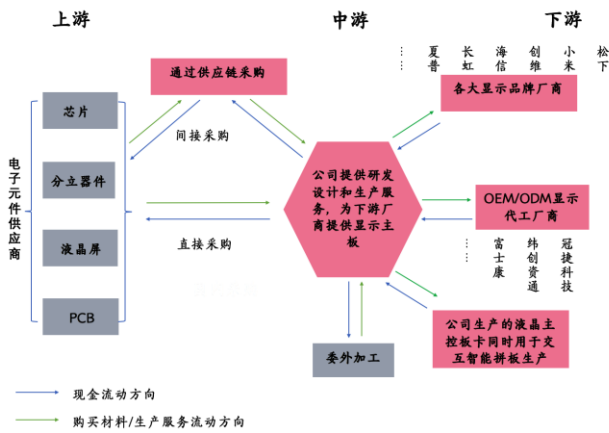 上游
中游
下游
……
夏普
长虹
海信
创维
小米
松下
通过供应链采购
各大显示品牌厂商
芯片
间接采购
电子元件供应商
分立器件
公司提供研发
设计和生产服
务，为下游厂
商提供显示主
板
OEM/ODM显示
代工厂商
液晶屏
直接采购
……
富士康
纬创资通
冠捷科技
PCB
委外加工
公司生产的液晶主
控板卡同时用于交
互智能拼板生产
现金流动方向
购买材料/生产服务流动方向